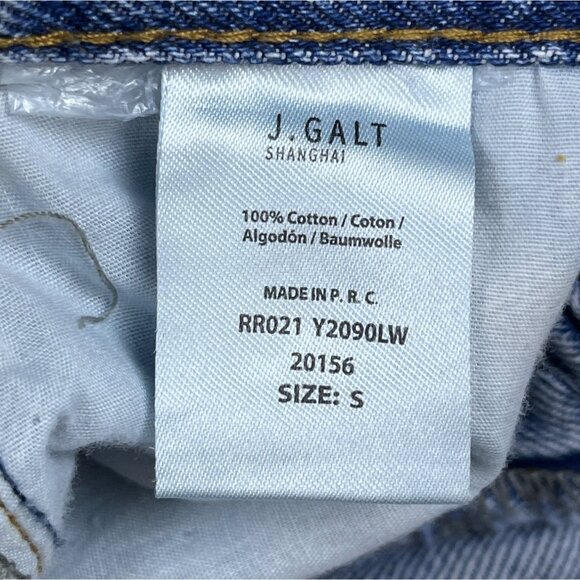 J.GALT
SHANGHAI
100% Cotton / Coton /
Algodón / Baumwolle
MADE IN P. R. C.
RR021 Y2090LW
20156
SIZE: S